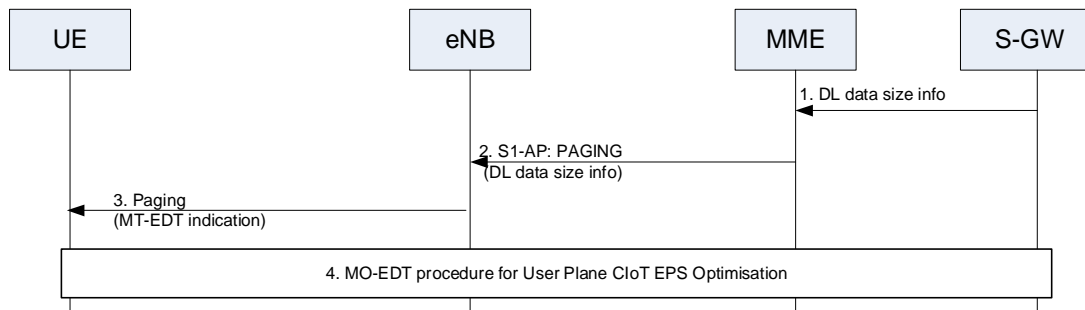 UE
eNB
MME
S-GW
1. DL data size info
2. S1-AP: PAGING
(DL data size info)
3. Paging
(MT-EDT indication)
4. MO-EDT procedure for User Plane CIoT EPS Optimisation